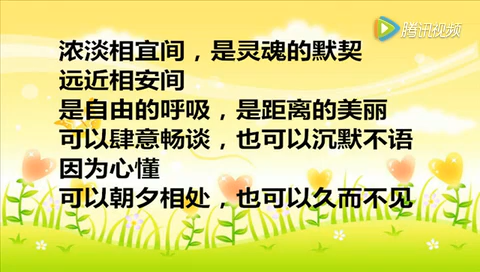 腾讯视频
浓淡相宜间，是灵魂的默契
远近相安间
是自由的呼吸，是距离的美丽
可以肆意畅谈，也可以沉默不语
因为心懂
可以朝夕相处，也可以久而不见